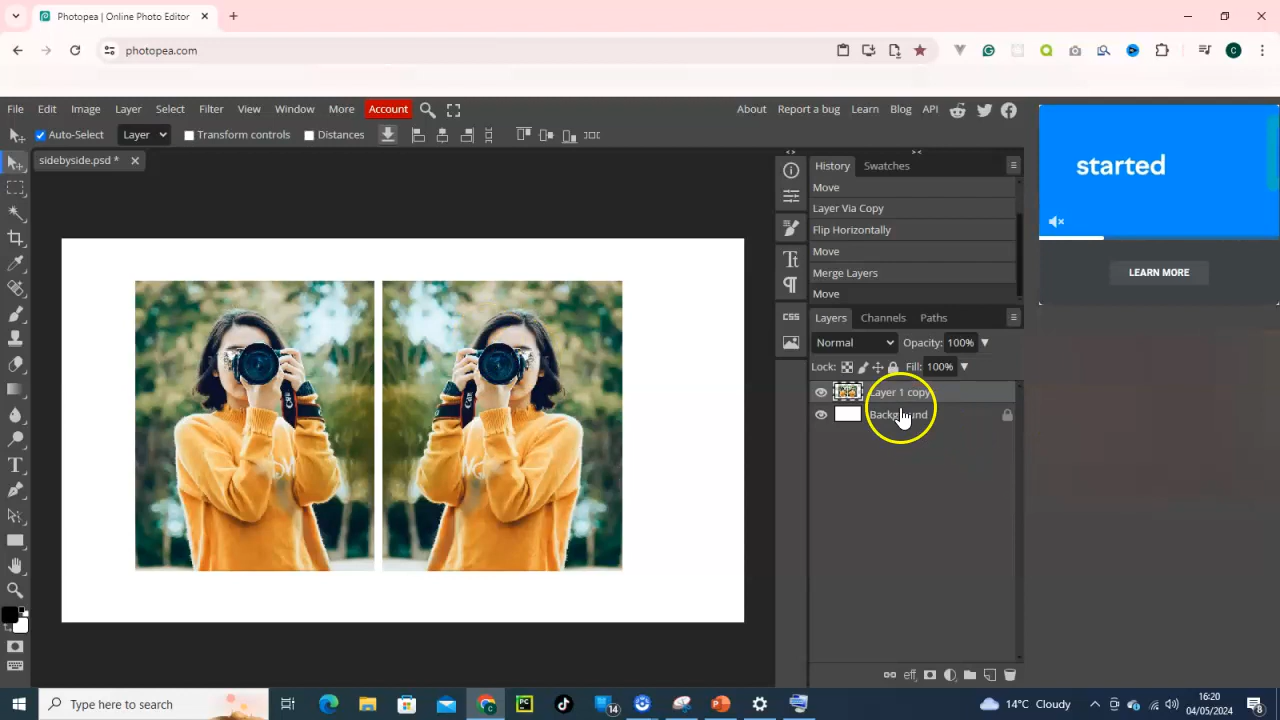 Photopea | Online Photo Editor
photopea.com
File Edit Image Layer Select Filter View Window More Account
About Report a bug Learn Blog API
Auto-Select Layer Transform controls Distances
sidebyside.psd *
History Swatches
Move
Layer Via Copy
Flip Horizontally
Move
Merge Layers
Move
CSS
Layers Channels Paths
Normal Opacity: 100%
Lock: Fill: 100%
Layer 1 copy
Background
eff
started
LEARN MORE
Type here to search
14
14°C Cloudy
16:20
04/05/2024
8